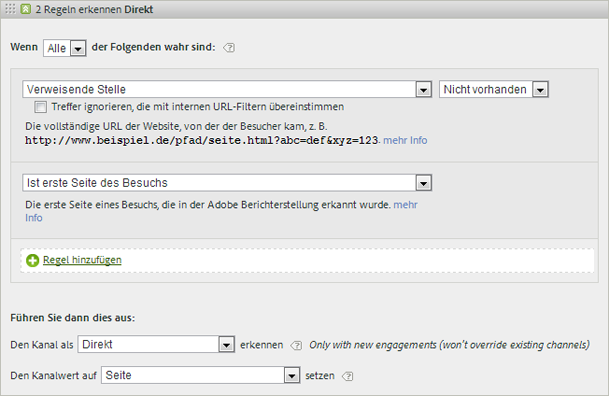 2 Regeln erkennen Direkt
Wenn Alle der Folgenden wahr sind:
Verweisende Stelle Nicht vorhanden
Treffer ignorieren, die mit internen URL-Filtern übereinstimmen
Die vollständige URL der Website, von der der Besucher kam, z. B.
http://www.beispiel.de/pfad/seite.html?abc=def&xyz=123. mehr Info
Ist erste Seite des Besuchs
Die erste Seite eines Besuchs, die in der Adobe Berichterstellung erkannt wurde. mehr
Info
Regel hinzufügen
Führen Sie dann dies aus:
Den Kanal als Direkt erkennen Only with new engagements (won't override existing channels)
Den Kanalwert auf Seite setzen